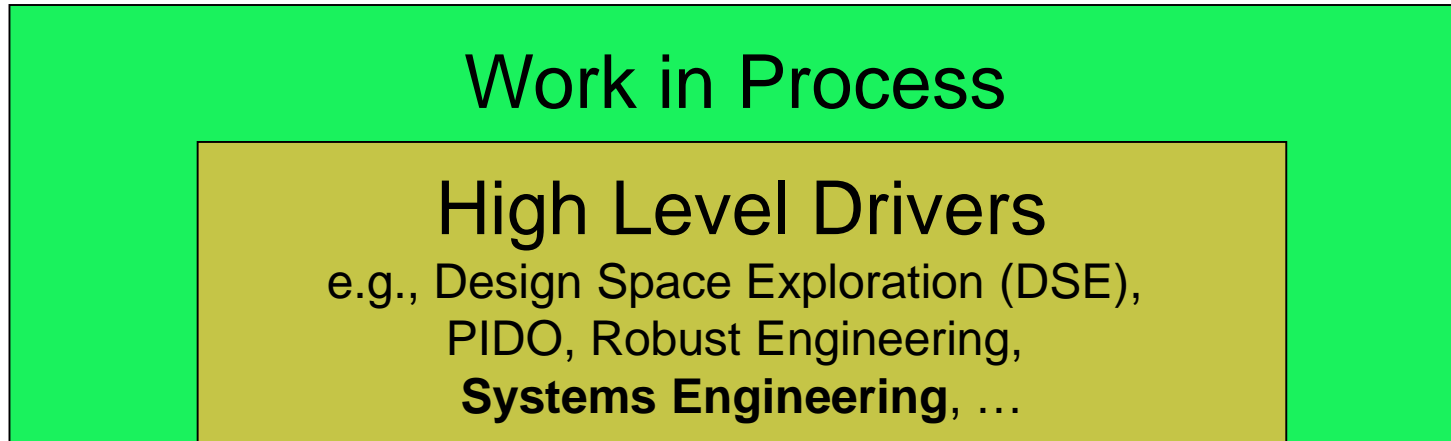 Work in Process
High Level Drivers
e.g., Design Space Exploration (DSE),
PIDO, Robust Engineering,
Systems Engineering, …